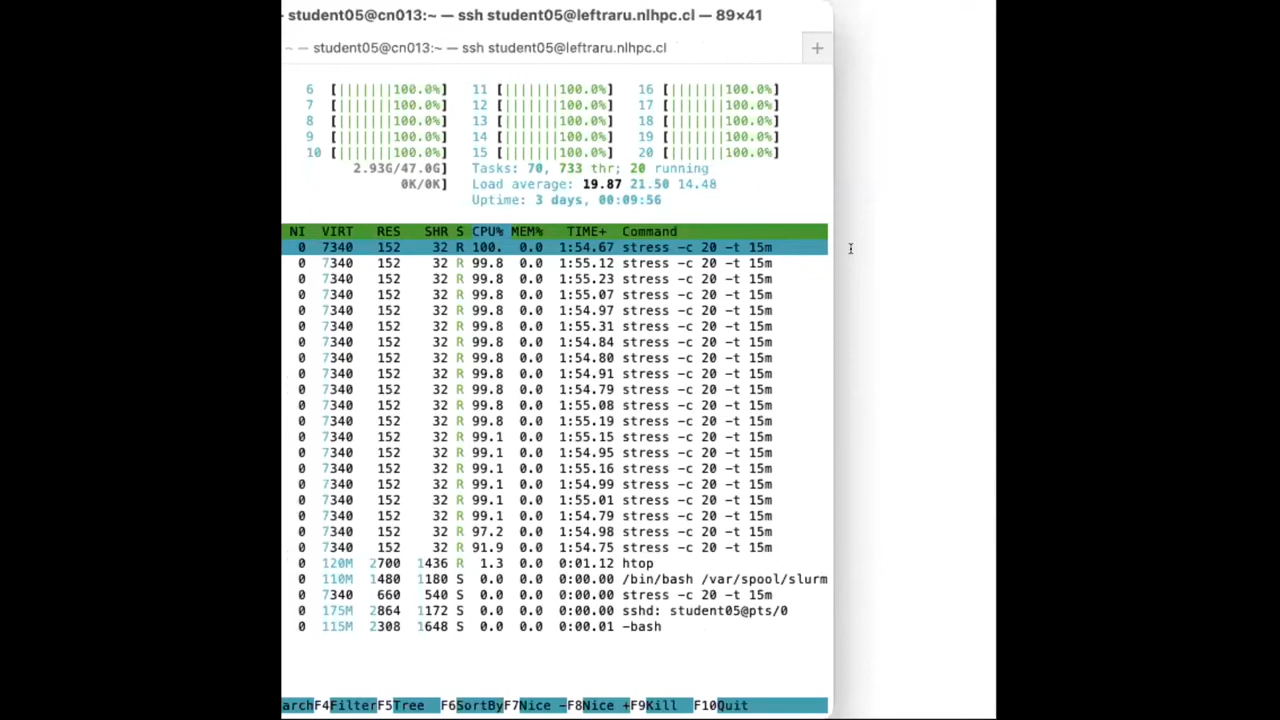 - student05@cn013:~ — ssh student05@leftraru.nlhpc.cl — 89×41
~ — student05@cn013:~ — ssh student05@leftraru.nlhpc.cl +
6 [|||||||100.0%] 11 [|||||||100.0%] 16 [|||||||100.0%]
7 [|||||||100.0%] 12 [|||||||100.0%] 17 [|||||||100.0%]
8 [|||||||100.0%] 13 [|||||||100.0%] 18 [|||||||100.0%]
9 [|||||||100.0%] 14 [|||||||100.0%] 19 [|||||||100.0%]
10 [|||||||100.0%] 15 [|||||||100.0%] 20 [|||||||100.0%]
2.93G/47.0G] Tasks: 70, 733 thr; 20 running
0K/0K] Load average: 19.87 21.50 14.48
Uptime: 3 days, 00:09:56
NI VIRT RES SHR S CPU% MEM% TIME+ Command
0 7340 152 32 R 100. 0.0 1:54.67 stress -c 20 -t 15m
0 7340 152 32 R 99.8 0.0 1:55.12 stress -c 20 -t 15m
0 7340 152 32 R 99.8 0.0 1:55.23 stress -c 20 -t 15m
0 7340 152 32 R 99.8 0.0 1:55.07 stress -c 20 -t 15m
0 7340 152 32 R 99.8 0.0 1:54.97 stress -c 20 -t 15m
0 7340 152 32 R 99.8 0.0 1:55.31 stress -c 20 -t 15m
0 7340 152 32 R 99.8 0.0 1:54.84 stress -c 20 -t 15m
0 7340 152 32 R 99.8 0.0 1:54.80 stress -c 20 -t 15m
0 7340 152 32 R 99.8 0.0 1:54.91 stress -c 20 -t 15m
0 7340 152 32 R 99.8 0.0 1:54.79 stress -c 20 -t 15m
0 7340 152 32 R 99.8 0.0 1:55.08 stress -c 20 -t 15m
0 7340 152 32 R 99.8 0.0 1:55.19 stress -c 20 -t 15m
0 7340 152 32 R 99.1 0.0 1:55.15 stress -c 20 -t 15m
0 7340 152 32 R 99.1 0.0 1:54.95 stress -c 20 -t 15m
0 7340 152 32 R 99.1 0.0 1:55.16 stress -c 20 -t 15m
0 7340 152 32 R 99.1 0.0 1:54.99 stress -c 20 -t 15m
0 7340 152 32 R 99.1 0.0 1:55.01 stress -c 20 -t 15m
0 7340 152 32 R 99.1 0.0 1:54.79 stress -c 20 -t 15m
0 7340 152 32 R 97.2 0.0 1:54.98 stress -c 20 -t 15m
0 7340 152 32 R 91.9 0.0 1:54.75 stress -c 20 -t 15m
0 120M 2700 1436 R 1.3 0.0 0:01.12 htop
0 110M 1480 1180 S 0.0 0.0 0:00.00 /bin/bash /var/spool/slurm
0 7340 660 540 S 0.0 0.0 0:00.00 stress -c 20 -t 15m
0 175M 2864 1172 S 0.0 0.0 0:00.00 sshd: student05@pts/0
0 115M 2308 1648 S 0.0 0.0 0:00.01 -bash
archF4FilterF5Tree F6SortByF7Nice -F8Nice +F9Kill F10Quit